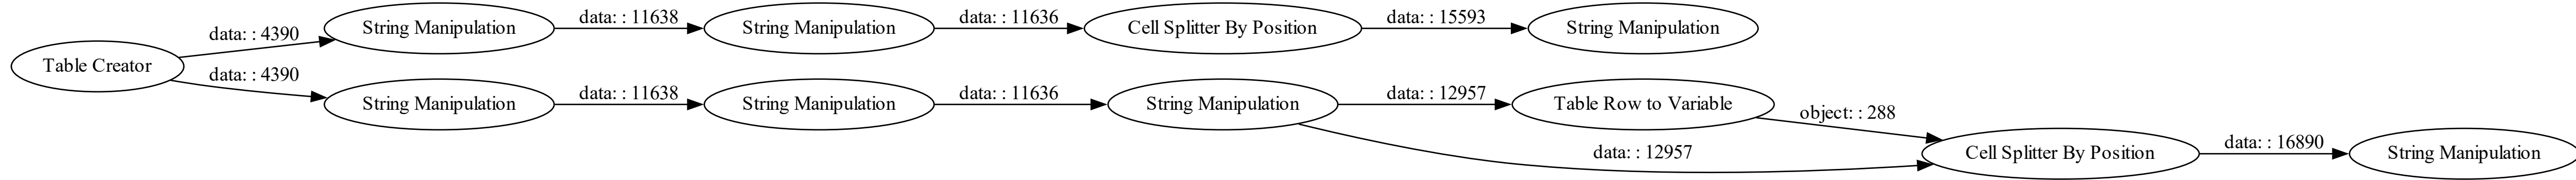 Table Creator
data: : 4390
String Manipulation
data: : 11638
String Manipulation
data: : 11636
Cell Splitter By Position
data: : 15593
String Manipulation
data: : 4390
String Manipulation
data: : 11638
String Manipulation
data: : 11636
String Manipulation
data: : 12957
Table Row to Variable
object: : 288
data: : 12957
Cell Splitter By Position
data: : 16890
String Manipulation